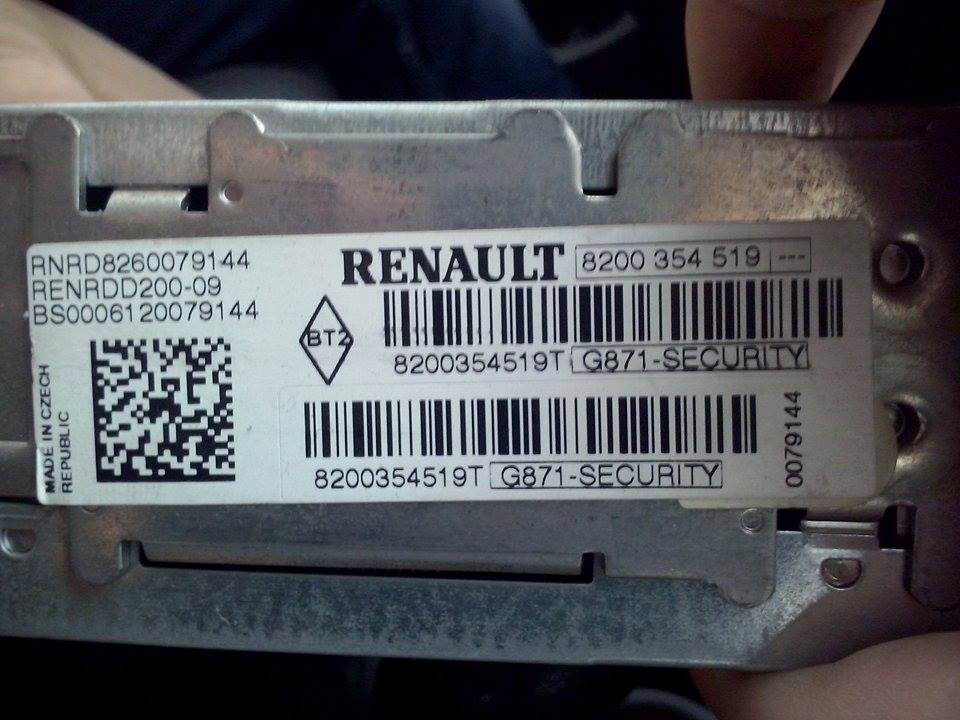 RNRD8260079144
RENRDD200-09
BS0006120079144
RENAULT 8200 354 519 ---
BT2
8200354519T G871-SECURITY
MADE IN CZECH
REPUBLIC
8200354519T G871-SECURITY
0079144